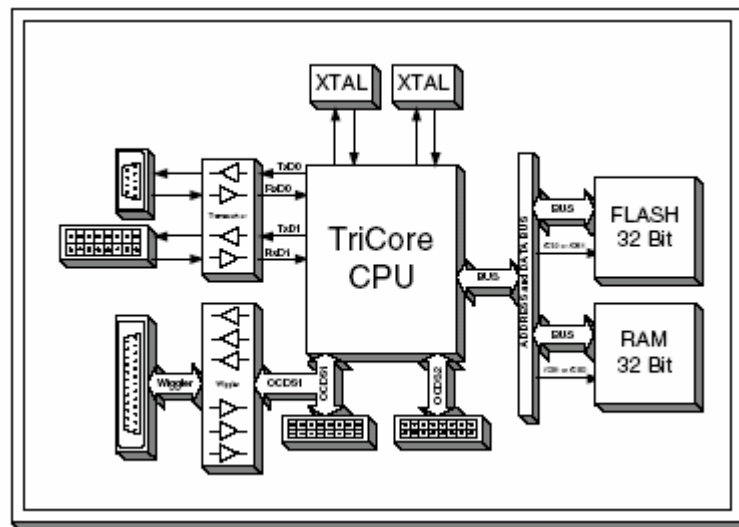 XTAL
XTAL
TxD0
RxD0
TxD1
RxD1
TriCore
CPU
BUS
ADDRESS and DATA BUS
BUS
FLASH
32 Bit
BUS
RAM
32 Bit
Wiggler
Wiggler
OCDS1
OCDS1
OCDS2